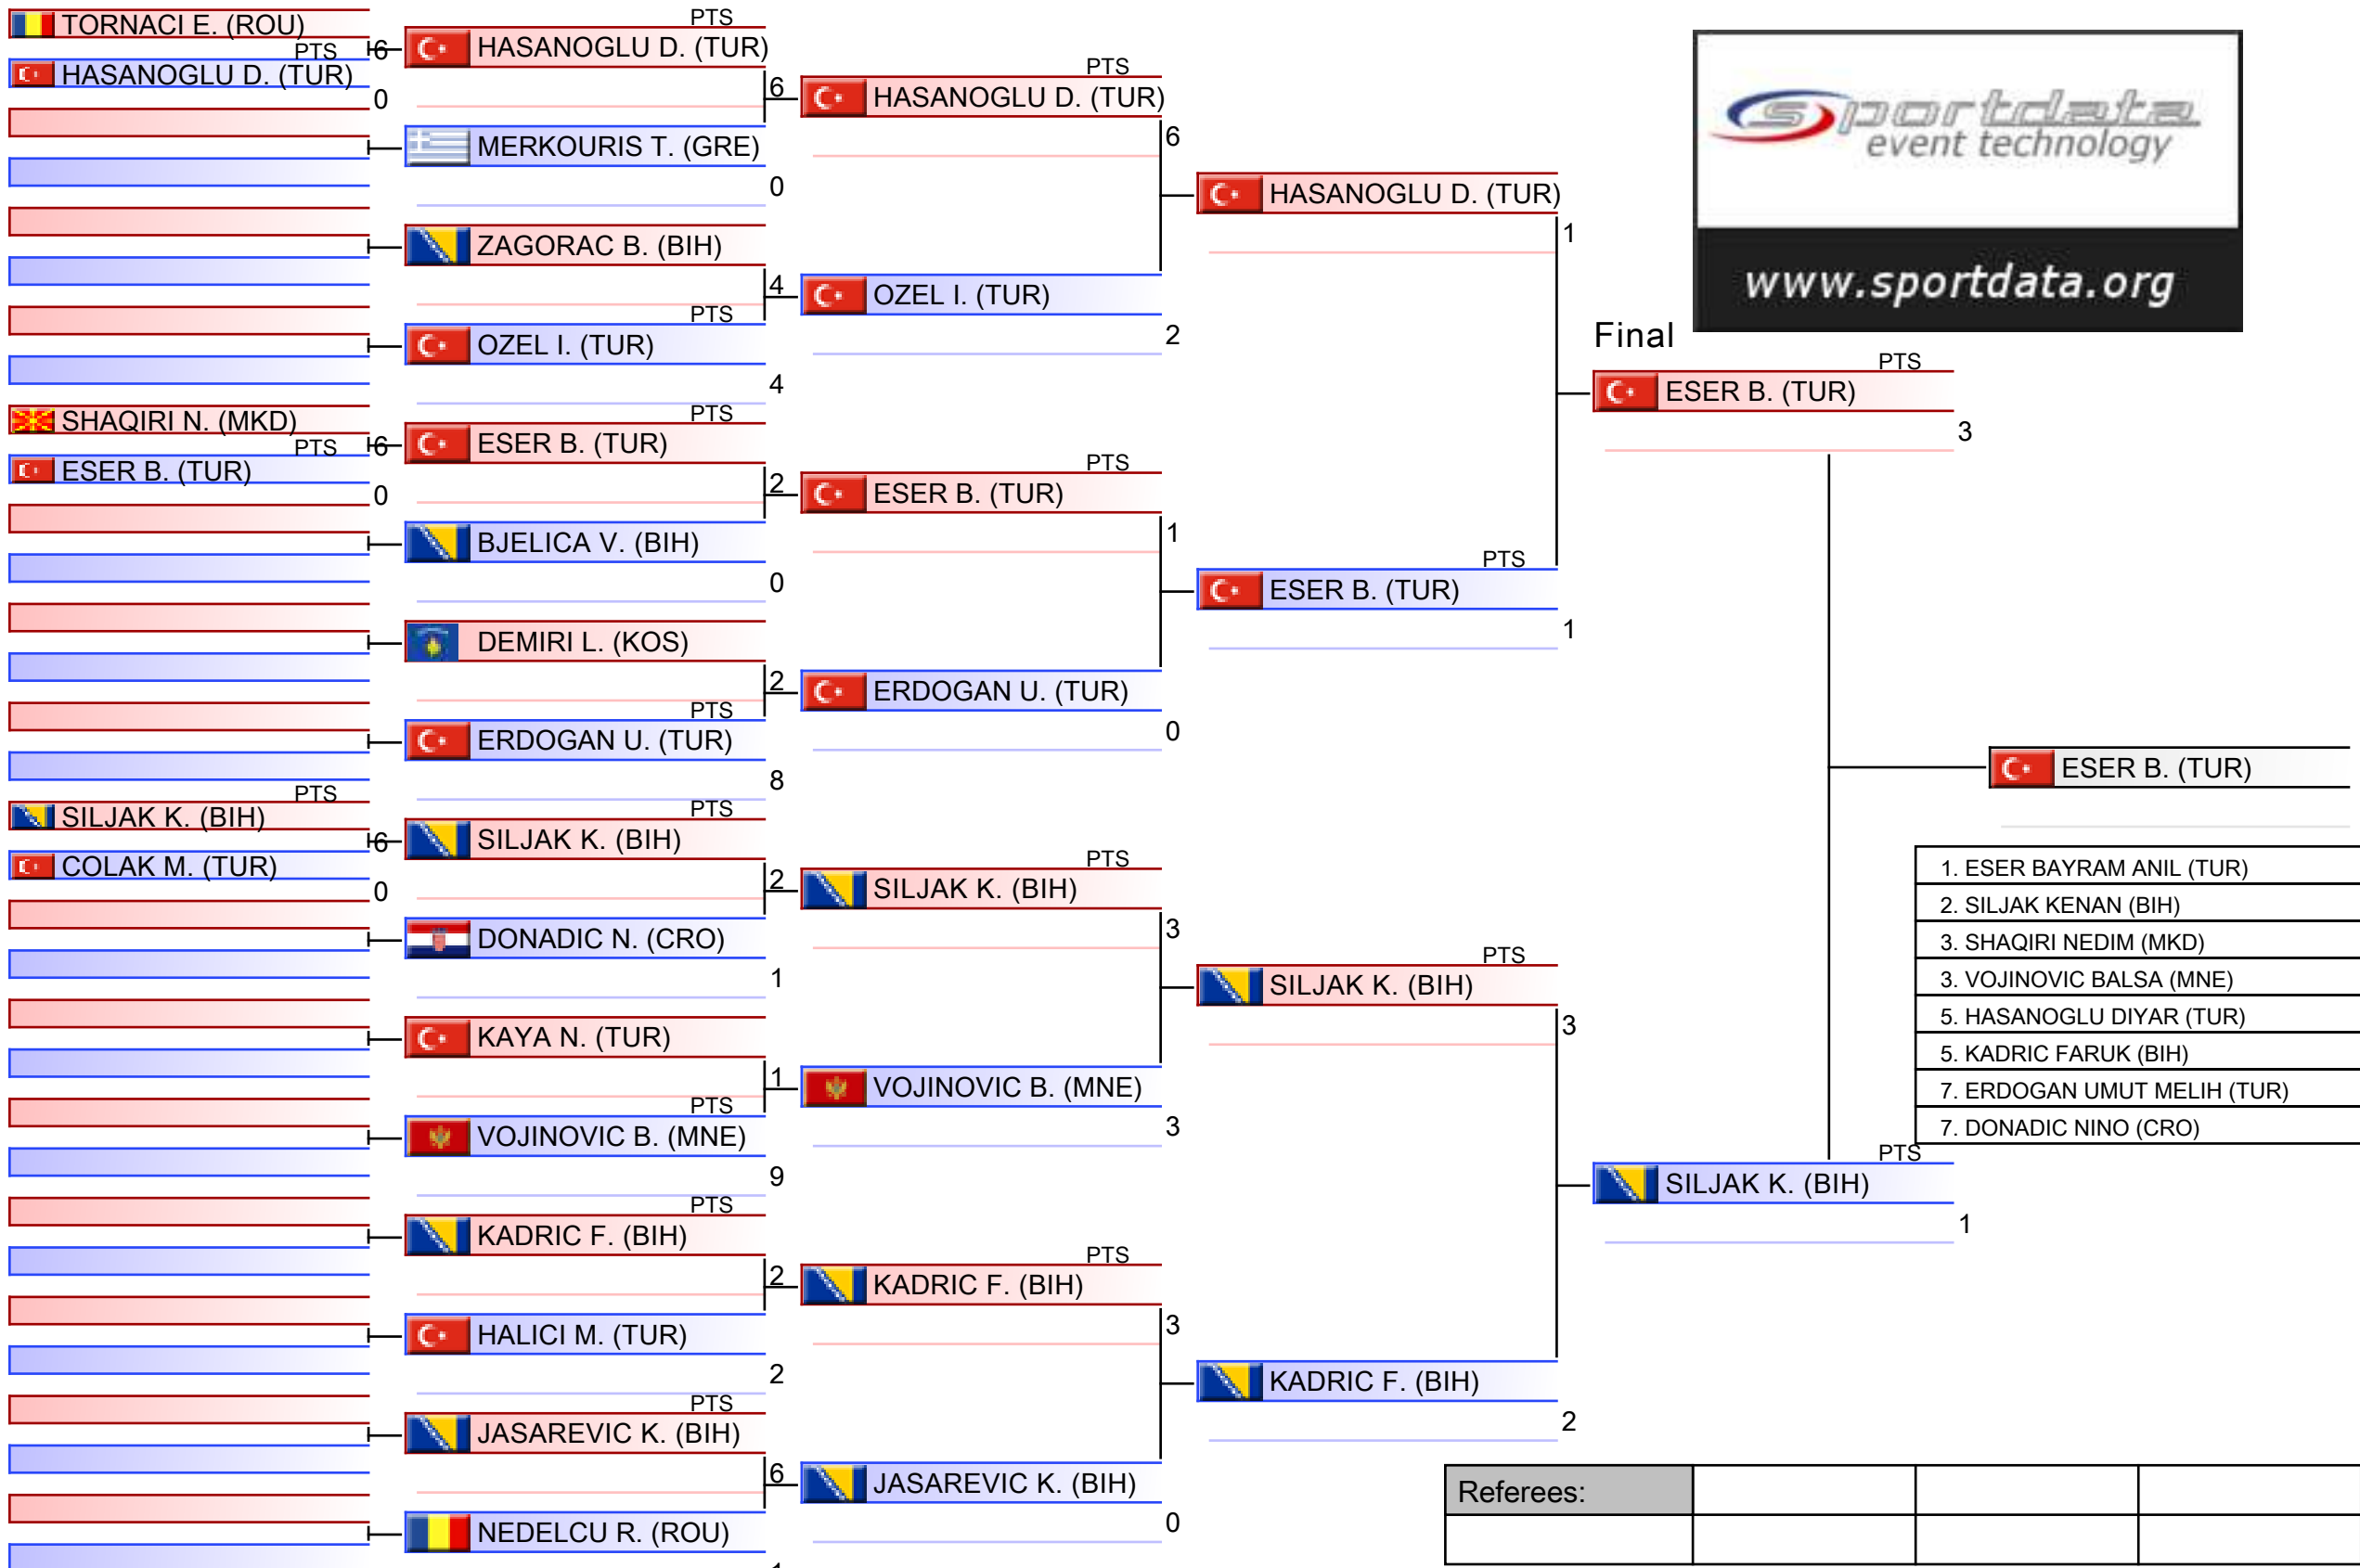 TORNACI E. (ROU)
PTS
6
HASANOGLU D. (TUR)
0
SHAQIRI N. (MKD)
PTS
6
ESER B. (TUR)
0
PTS
SILJAK K. (BIH)
6
COLAK M. (TUR)
0
PTS
HASANOGLU D. (TUR)
6
MERKOURIS T. (GRE)
0
ZAGORAC B. (BIH)
4
PTS
OZEL I. (TUR)
4
PTS
ESER B. (TUR)
2
BJELICA V. (BIH)
0
DEMIRI L. (KOS)
2
PTS
ERDOGAN U. (TUR)
8
PTS
SILJAK K. (BIH)
2
DONADIC N. (CRO)
1
KAYA N. (TUR)
1
PTS
VOJINOVIC B. (MNE)
9
PTS
KADRIC F. (BIH)
2
HALICI M. (TUR)
2
PTS
JASAREVIC K. (BIH)
6
NEDELCU R. (ROU)
PTS
HASANOGLU D. (TUR)
6
OZEL I. (TUR)
2
PTS
ESER B. (TUR)
1
ERDOGAN U. (TUR)
0
PTS
SILJAK K. (BIH)
3
VOJINOVIC B. (MNE)
3
PTS
KADRIC F. (BIH)
3
JASAREVIC K. (BIH)
0
HASANOGLU D. (TUR)
1
PTS
ESER B. (TUR)
1
PTS
SILJAK K. (BIH)
3
KADRIC F. (BIH)
2
sportdata
event technology
www.sportdata.org
Final
PTS
ESER B. (TUR)
3
PTS
SILJAK K. (BIH)
1
ESER B. (TUR)
1. ESER BAYRAM ANIL (TUR)
2. SILJAK KENAN (BIH)
3. SHAQIRI NEDIM (MKD)
3. VOJINOVIC BALSA (MNE)
5. HASANOGLU DIYAR (TUR)
5. KADRIC FARUK (BIH)
7. ERDOGAN UMUT MELIH (TUR)
7. DONADIC NINO (CRO)
Referees: